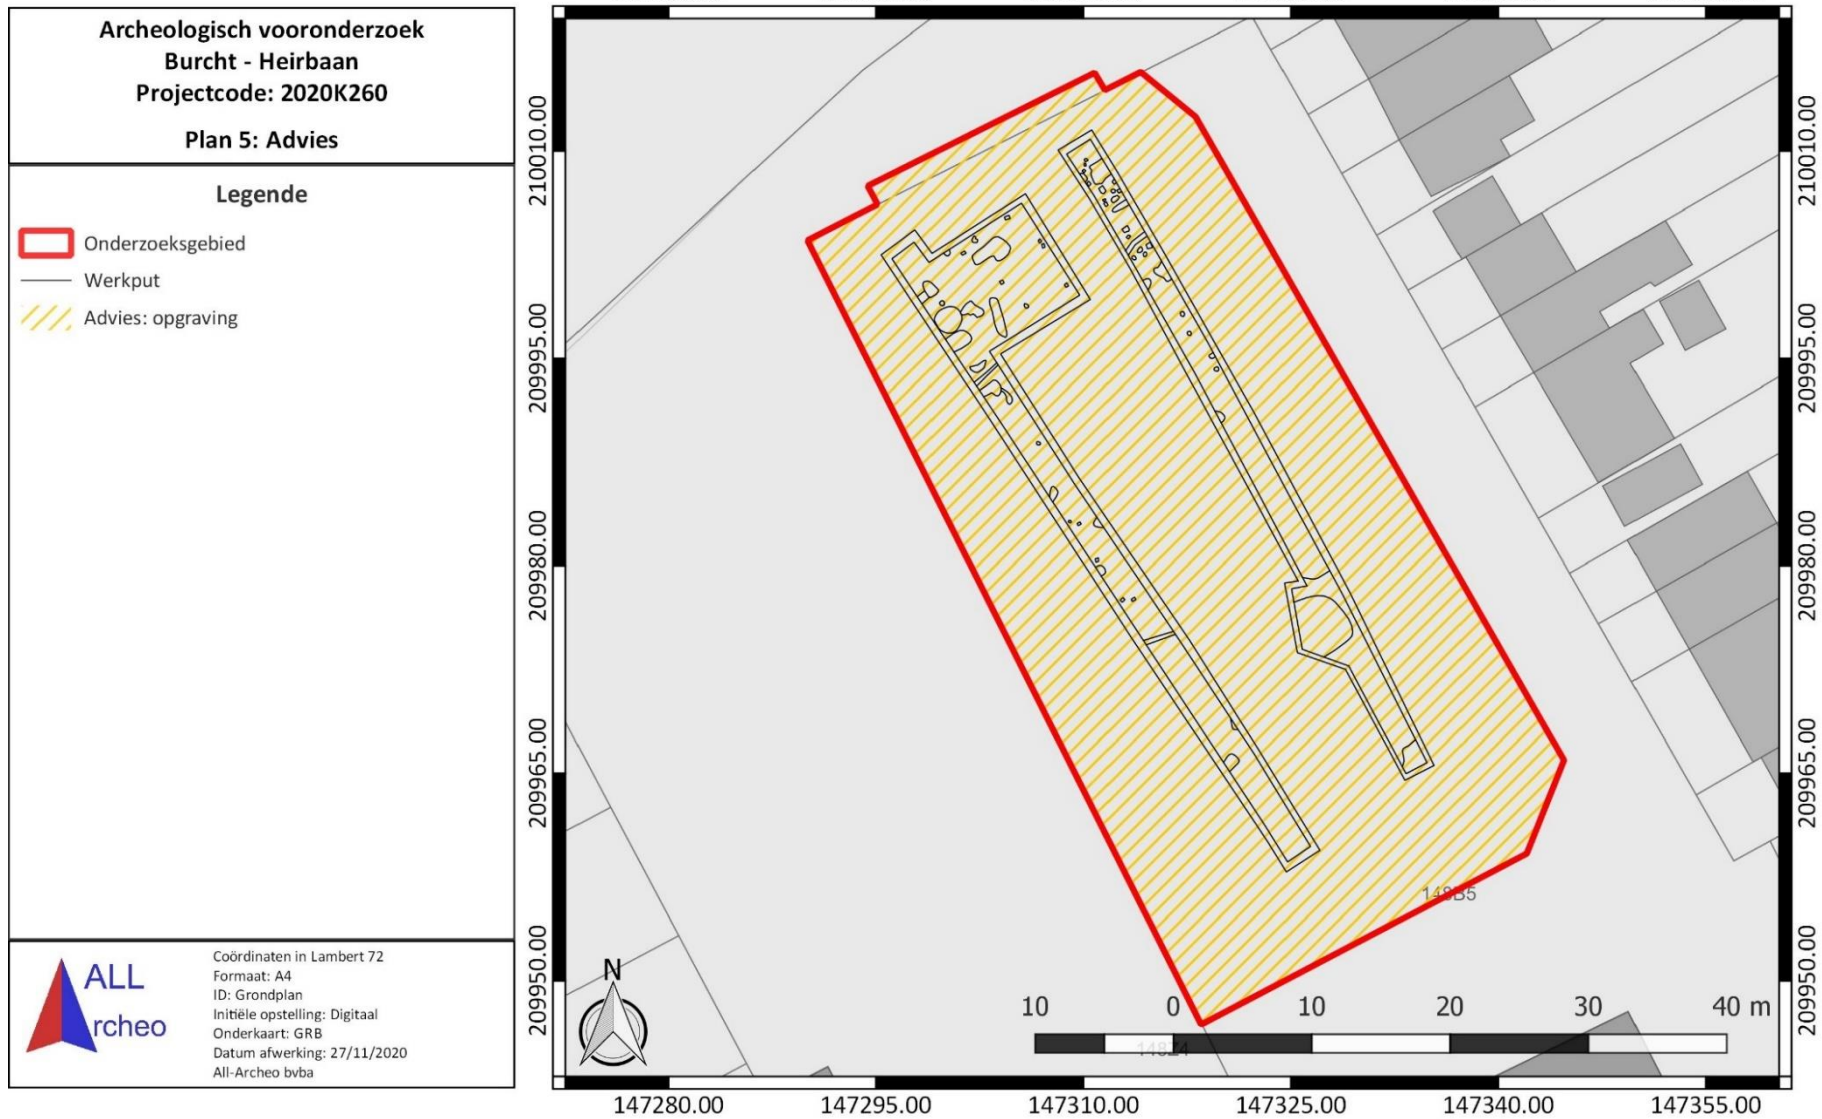 Archeologisch vooronderzoek
Burcht - Heirbaan
Projectcode: 2020K260
Plan 5: Advies
Legende
Onderzoeksgebied
Werkput
Advies: opgraving
ALL
rcheo
Coördinaten in Lambert 72
Formaat: A4
ID: Grondplan
Initiële opstelling: Digitaal
Onderkaart: GRB
Datum afwerking: 27/11/2020
All-Archeo bvba
210010.00
209995.00
209980.00
209965.00
209950.00
210010.00
209995.00
209980.00
209965.00
209950.00
148B5
N
10 0 10 20 30 40 m
148Z4
147280.00 147295.00 147310.00 147325.00 147340.00 147355.00